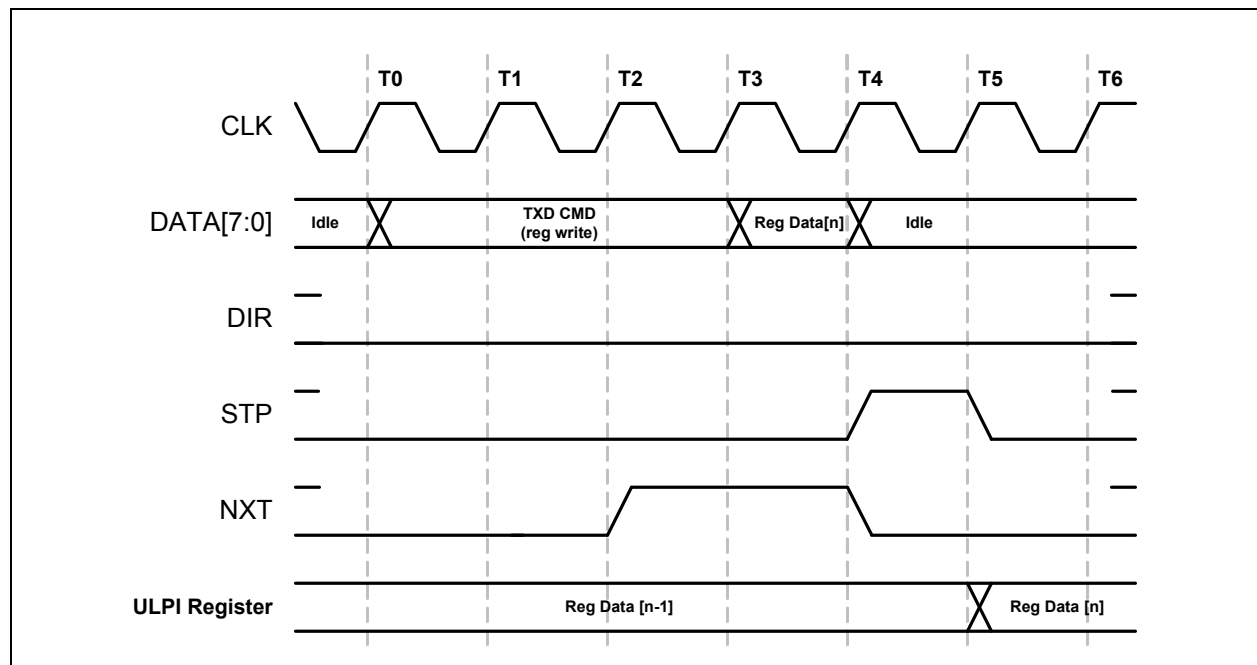 T0 T1 T2 T3 T4 T5 T6
CLK
DATA[7:0] Idle TXD CMD Reg Data[n] Idle
(reg write)
DIR
STP
NXT
ULPI Register Reg Data [n-1] Reg Data [n]